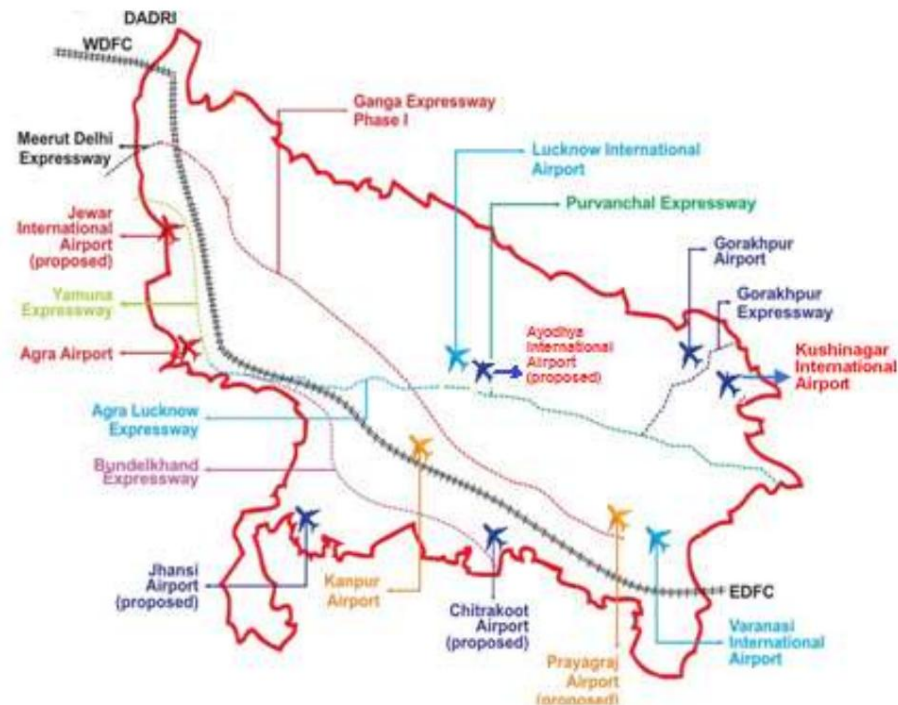 DADRI
WDFC
Ganga Expressway
Phase I
Meerut Delhi
Expressway
Lucknow International
Airport
Purvanchal Expressway
Jewar
International
Airport
(proposed)
Gorakhpur
Airport
Gorakhpur
Expressway
Yamuna
Expressway
Agra Airport
Ayodhya
International
Airport
(proposed)
Kushinagar
International
Airport
Agra Lucknow
Expressway
Bundelkhand
Expressway
Jhansi
Airport
(proposed)
Kanpur
Airport
Chitrakoot
Airport
(proposed)
EDFC
Varanasi
International
Airport
Prayagraj
Airport
(proposed)